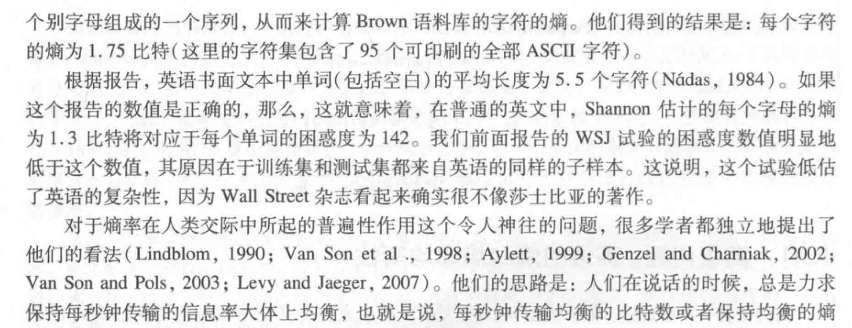 个别字母组成的一个序列，从而来计算 Brown 语料库的字符的熵。他们得到的结果是：每个字符
的熵为 1.75 比特(这里的字符集包含了 95 个可印刷的全部 ASCII 字符)。
根据报告，英语书面文本中单词(包括空白)的平均长度为 5.5 个字符(Nádas, 1984)。如果
这个报告的数值是正确的，那么，这就意味着，在普通的英文中，Shannon 估计的每个字母的熵
为 1.3 比特将对应于每个单词的困惑度为 142。我们前面报告的 WSJ 试验的困惑度数值明显地
低于这个数值，其原因在于训练集和测试集都来自英语的同样的子样本。这说明，这个试验低估
了英语的复杂性，因为 Wall Street 杂志看起来确实很不像莎士比亚的著作。
对于熵率在人类交际中所起的普遍性作用这个令人神往的问题，很多学者都独立地提出了
他们的看法(Lindblom, 1990; Van Son et al ., 1998; Aylett, 1999; Genzel and Charniak, 2002;
Van Son and Pols, 2003; Levy and Jaeger, 2007)。他们的思路是：人们在说话的时候，总是力求
保持每秒钟传输的信息率大体上均衡，也就是说，每秒钟传输均衡的比特数或者保持均衡的熵